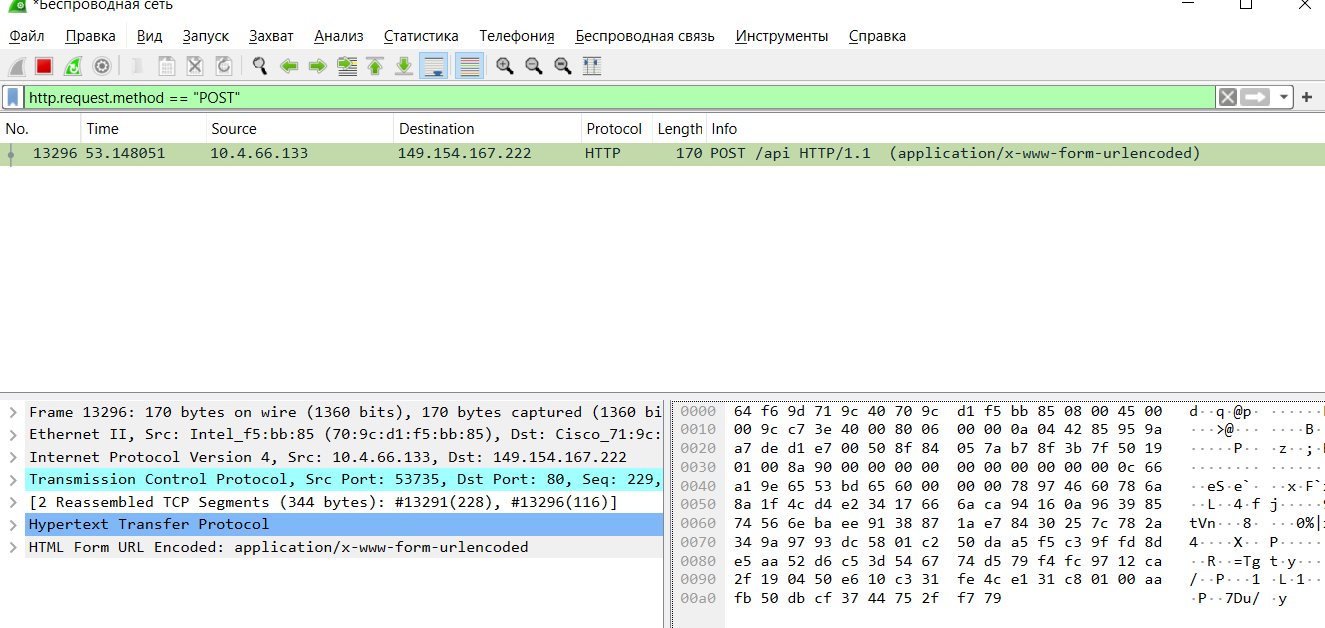 *Беспроводная сеть
Файл Правка Вид Запуск Захват Анализ Статистика Телефония Беспроводная связь Инструменты Справка
http.request.method == "POST"
No. Time Source Destination Protocol Length Info
13296 53.148051 10.4.66.133 149.154.167.222 HTTP 170 POST /api HTTP/1.1 (application/x-www-form-urlencoded)
Frame 13296: 170 bytes on wire (1360 bits), 170 bytes captured (1360 bi
Ethernet II, Src: Intel_f5:bb:85 (70:9c:d1:f5:bb:85), Dst: Cisco_71:9c:
Internet Protocol Version 4, Src: 10.4.66.133, Dst: 149.154.167.222
Transmission Control Protocol, Src Port: 53735, Dst Port: 80, Seq: 229,
[2 Reassembled TCP Segments (344 bytes): #13291(228), #13296(116)]
Hypertext Transfer Protocol
HTML Form URL Encoded: application/x-www-form-urlencoded
0000 64 f6 9d 71 9c 40 70 9c d1 f5 bb 85 08 00 45 00 d··q·@p· ······
0010 00 9c c7 3e 40 00 80 06 00 00 0a 04 42 85 95 9a ···>@··· ····B·
0020 a7 de d1 e7 00 50 8f 84 05 7a b7 8f 3b 7f 50 19 ·····P·· ·z··;·
0030 01 00 8a 90 00 00 00 00 00 00 00 00 00 00 0c 66 ········ ······
0040 a1 9e 65 53 bd 65 60 00 00 00 78 97 46 60 78 6a ··eS·e`· ··x·F`
0050 8a 1f 4c d4 e2 34 17 66 6a ca 94 16 0a 96 39 85 ··L··4·f j·····
0060 74 56 6e ba ee 91 38 87 1a e7 84 30 25 7c 78 2a tVn···8· ···0%|
0070 34 9a 97 93 dc 58 01 c2 50 da a5 f5 c3 9f fd 8d 4····X·· P·····
0080 e5 aa 52 d6 c5 3d 54 67 74 d5 79 f4 fc 97 12 ca ··R··=Tg t·y···
0090 2f 19 04 50 e6 10 c3 31 fe 4c e1 31 c8 01 00 aa /··P···1 ·L·1··
00a0 fb 50 db cf 37 44 75 2f f7 79 ·P··7Du/ ·y